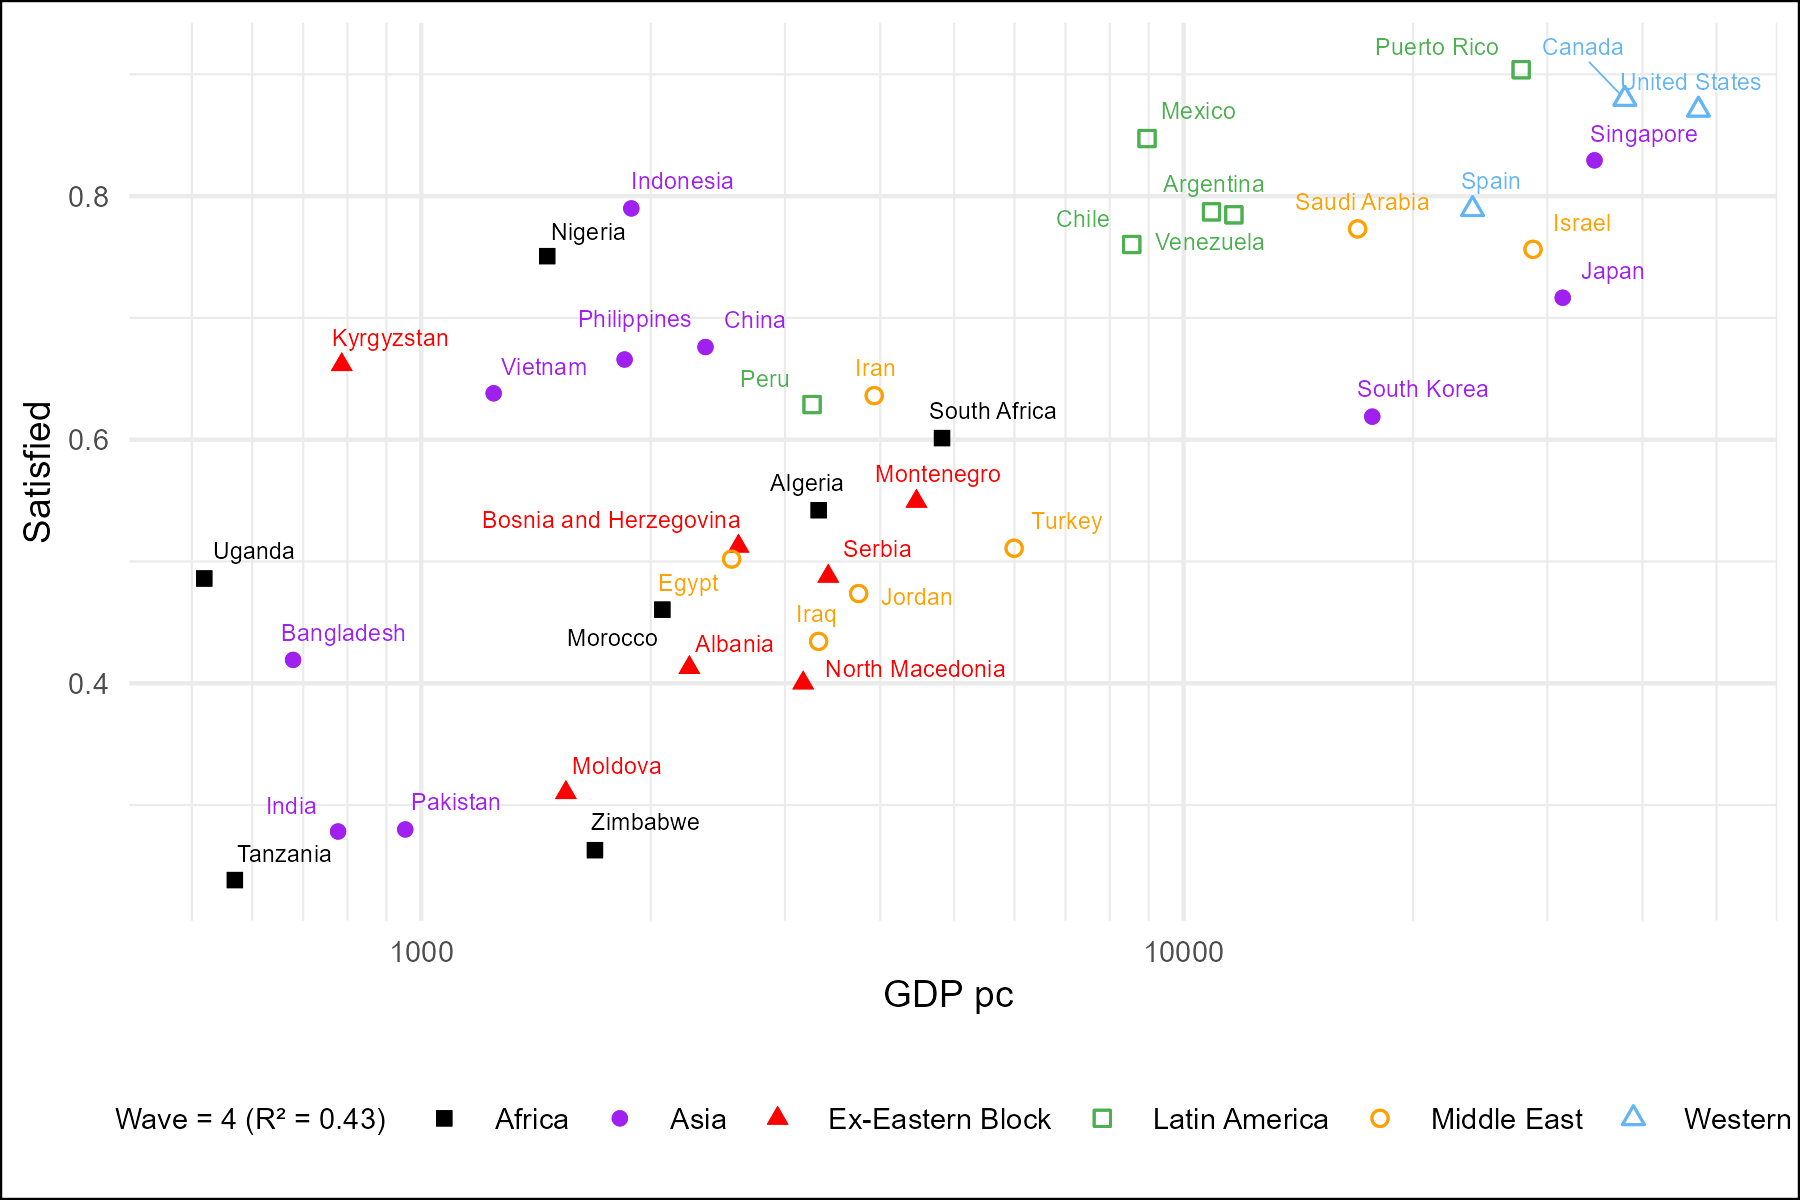 Puerto Rico
Canada
United States
Mexico
Singapore
Indonesia
Argentina
Spain
0.8
Saudi Arabia
Nigeria
Chile
Israel
Venezuela
Japan
Philippines
China
Kyrgyzstan
Vietnam
Iran
Peru
South Korea
South Africa
0.6
Satisfied
Montenegro
Algeria
Bosnia and Herzegovina
Turkey
Uganda
Serbia
Egypt
Jordan
Iraq
Bangladesh
Morocco
Albania
North Macedonia
0.4
Moldova
India
Pakistan
Zimbabwe
Tanzania
1000
10000
GDP pc
Wave = 4 (R² = 0.43)
Africa
Asia
Ex-Eastern Block
Latin America
Middle East
Western